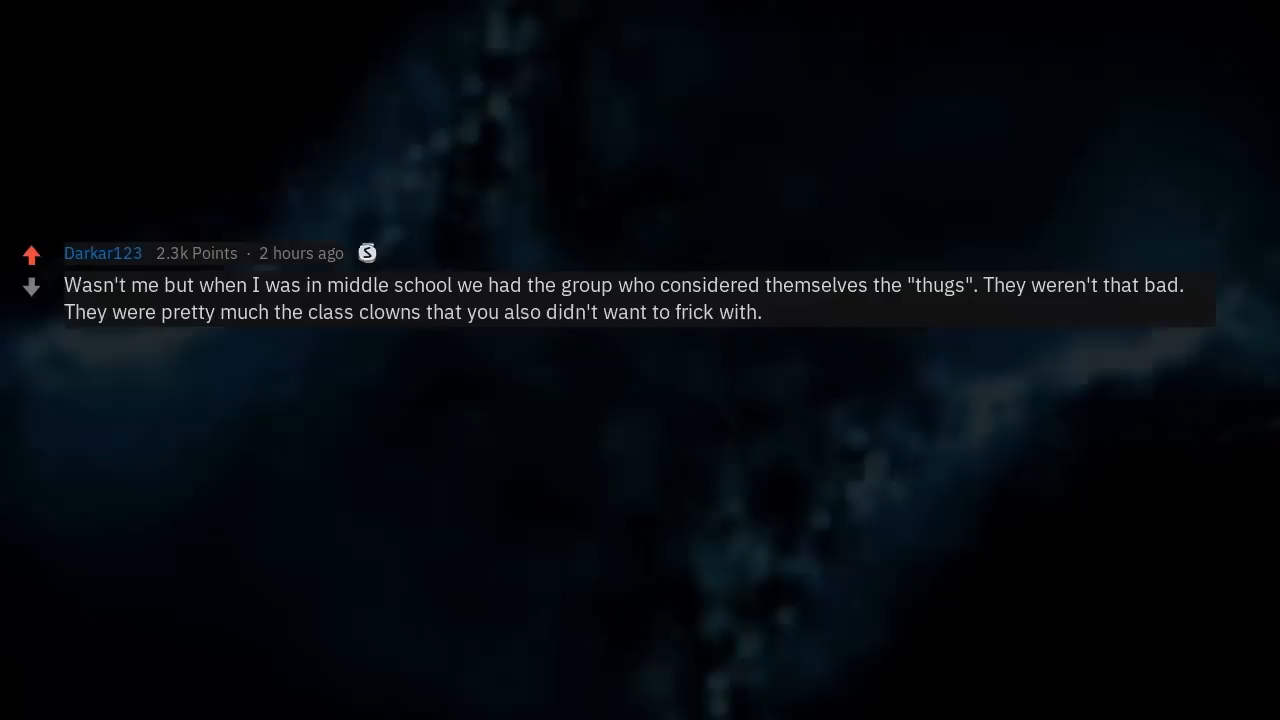 Darkar123 2.3k Points · 2 hours ago S
Wasn't me but when I was in middle school we had the group who considered themselves the "thugs". They weren't that bad.
They were pretty much the class clowns that you also didn't want to frick with.